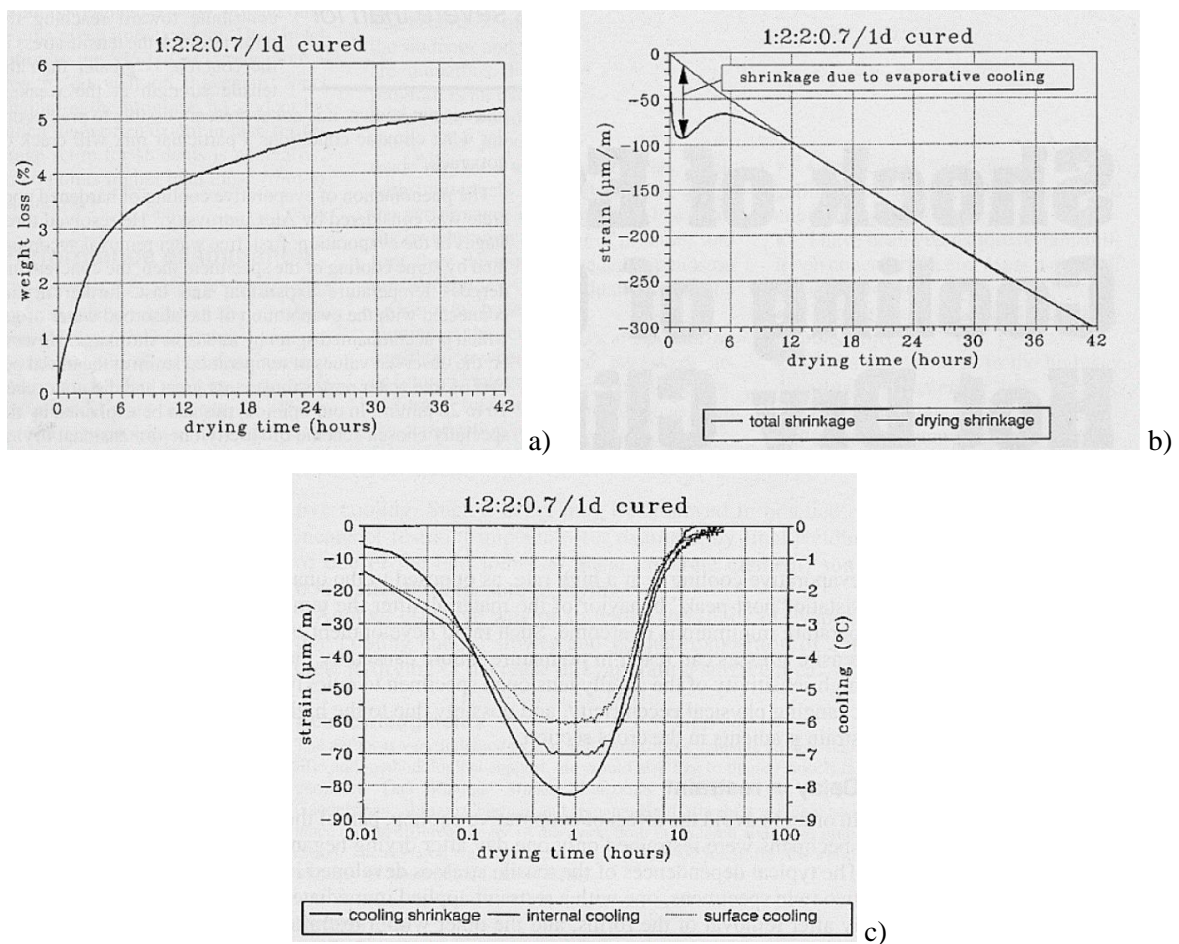 1:2:2:0.7/1d cured
6
5
4
3
2
1
0
weight loss (%)
0 6 12 18 24 30 36 42
drying time (hours)
a)
1:2:2:0.7/1d cured
shrinkage due to evaporative cooling
0
-50
-100
-150
-200
-250
-300
strain (μm/m)
0 6 12 18 24 30 36 42
drying time (hours)
total shrinkage drying shrinkage
b)
1:2:2:0.7/1d cured
0
-10
-20
-30
-40
-50
-60
-70
-80
-90
strain (μm/m)
0
-1
-2
-3
-4
-5
-6
-7
-8
-9
cooling (°C)
0.01 0.1 1 10 100
drying time (hours)
cooling shrinkage internal cooling surface cooling
c)